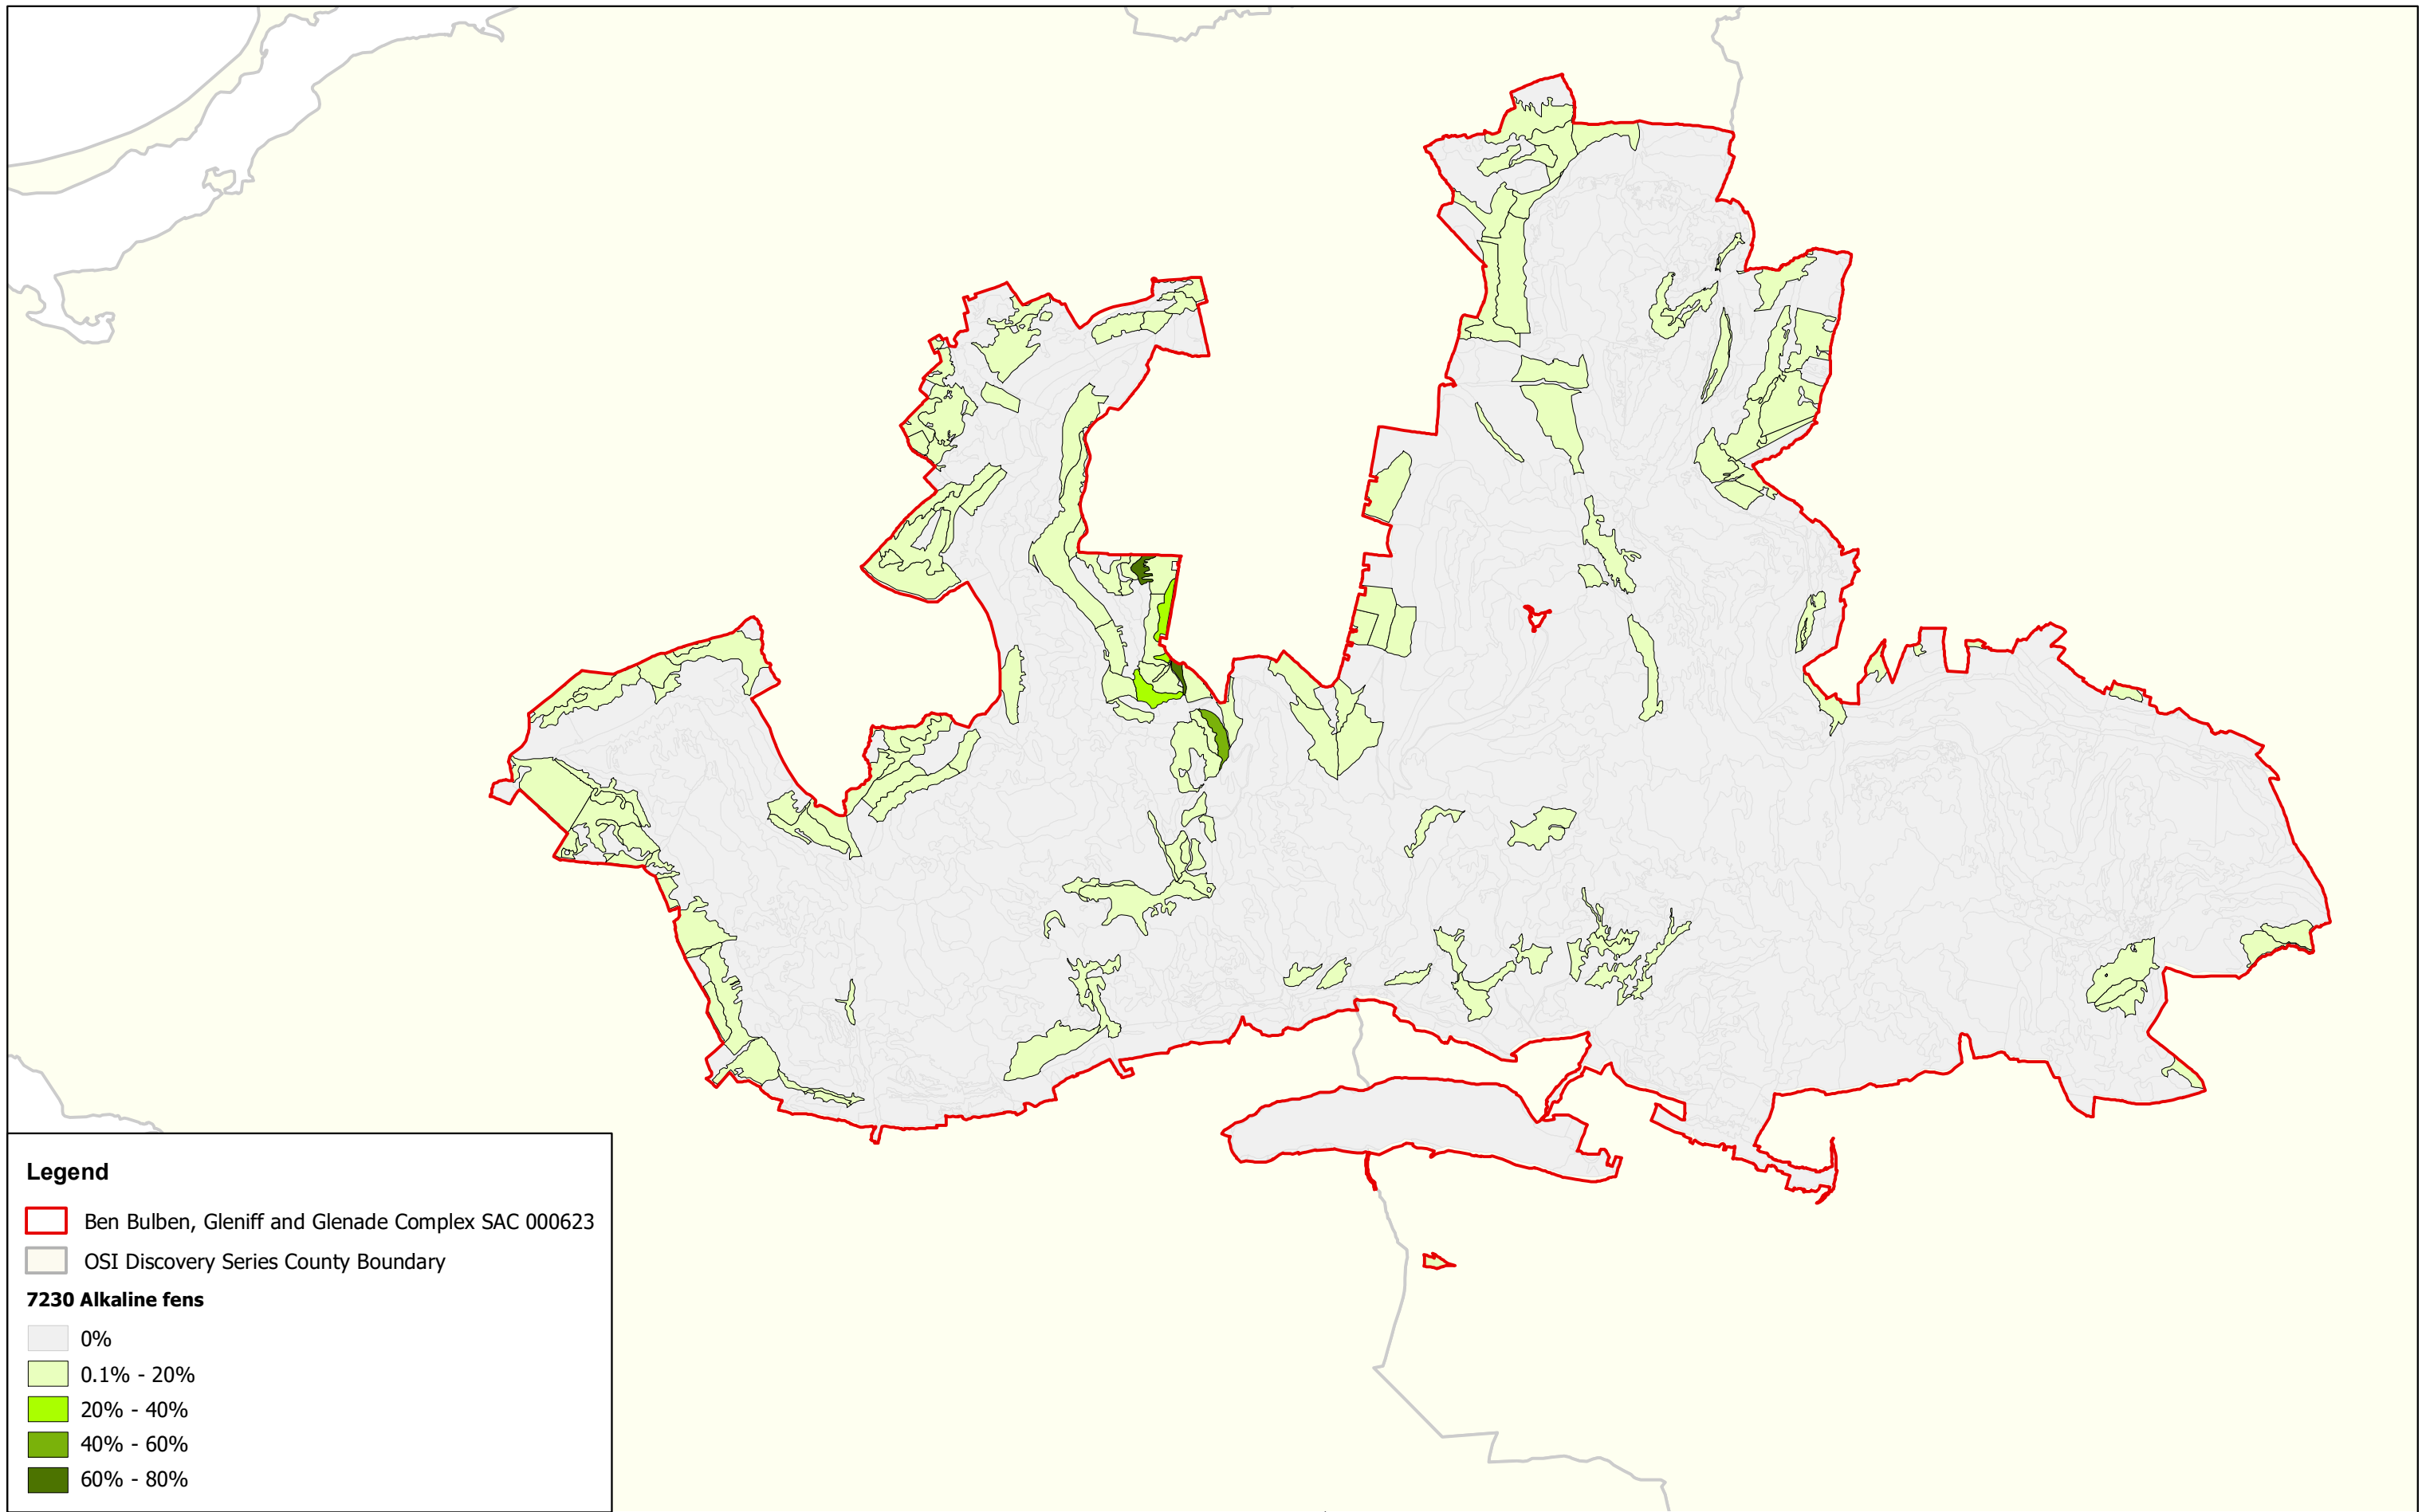 Legend
Ben Bulben, Gleniff and Glenade Complex SAC 000623
OSI Discovery Series County Boundary
7230 Alkaline fens
0%
0.1% - 20%
20% - 40%
40% - 60%
60% - 80%